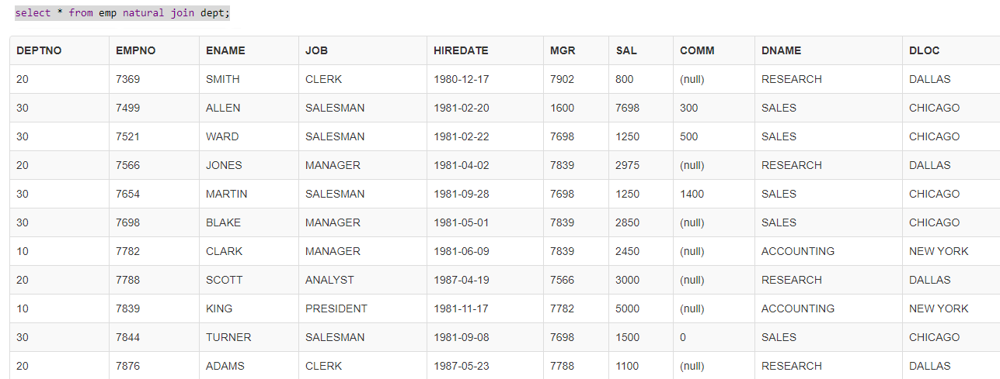 select * from emp natural join dept;
DEPTNO EMPNO ENAME JOB HIREDATE MGR SAL COMM DNAME DLOC
20 7369 SMITH CLERK 1980-12-17 7902 800 (null) RESEARCH DALLAS
30 7499 ALLEN SALESMAN 1981-02-20 1600 7698 300 SALES CHICAGO
30 7521 WARD SALESMAN 1981-02-22 7698 1250 500 SALES CHICAGO
20 7566 JONES MANAGER 1981-04-02 7839 2975 (null) RESEARCH DALLAS
30 7654 MARTIN SALESMAN 1981-09-28 7698 1250 1400 SALES CHICAGO
30 7698 BLAKE MANAGER 1981-05-01 7839 2850 (null) SALES CHICAGO
10 7782 CLARK MANAGER 1981-06-09 7839 2450 (null) ACCOUNTING NEW YORK
20 7788 SCOTT ANALYST 1987-04-19 7566 3000 (null) RESEARCH DALLAS
10 7839 KING PRESIDENT 1981-11-17 7782 5000 (null) ACCOUNTING NEW YORK
30 7844 TURNER SALESMAN 1981-09-08 7698 1500 0 SALES CHICAGO
20 7876 ADAMS CLERK 1987-05-23 7788 1100 (null) RESEARCH DALLAS